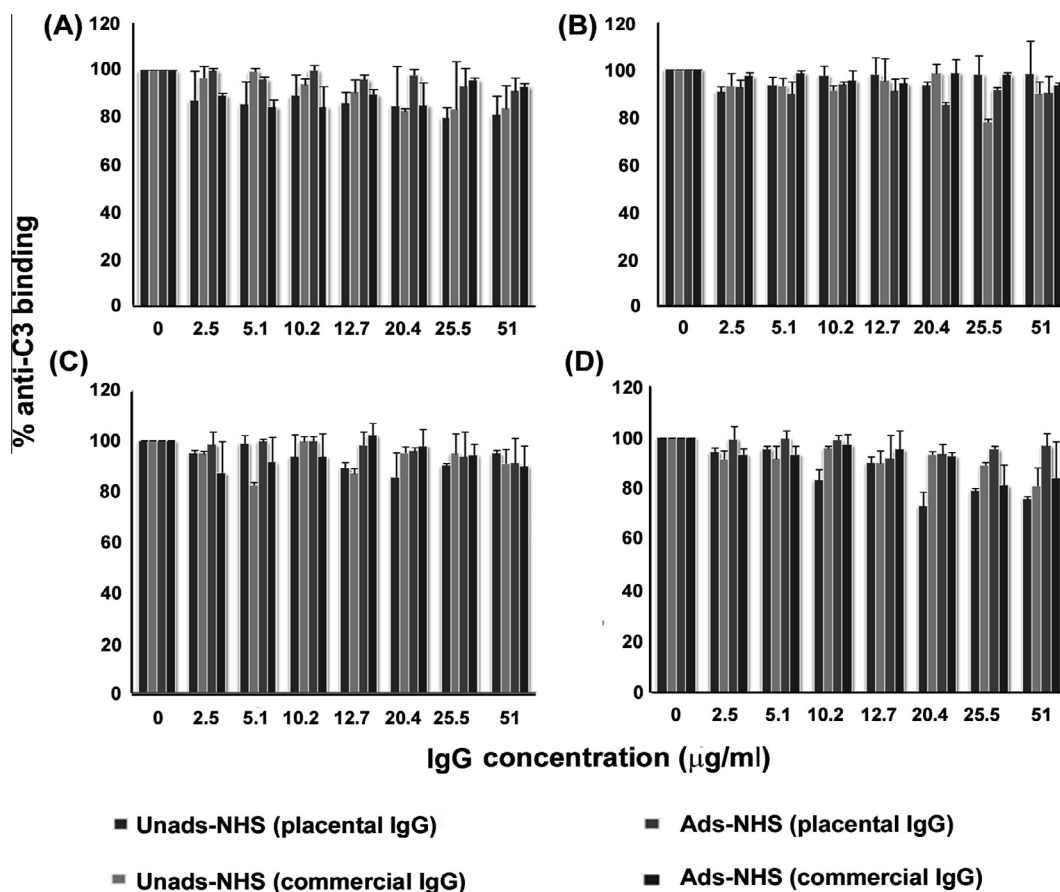 (A)
120
100
80
60
40
20
0
0 2.5 5.1 10.2 12.7 20.4 25.5 51
(B)
120
100
80
60
40
20
0
0 2.5 5.1 10.2 12.7 20.4 25.5 51
% anti-C3 binding
(C)
120
100
80
60
40
20
0
0 2.5 5.1 10.2 12.7 20.4 25.5 51
(D)
120
100
80
60
40
20
0
0 2.5 5.1 10.2 12.7 20.4 25.5 51
IgG concentration (μg/ml)
Unads-NHS (placental IgG)
Ads-NHS (placental IgG)
Unads-NHS (commercial IgG)
Ads-NHS (commercial IgG)